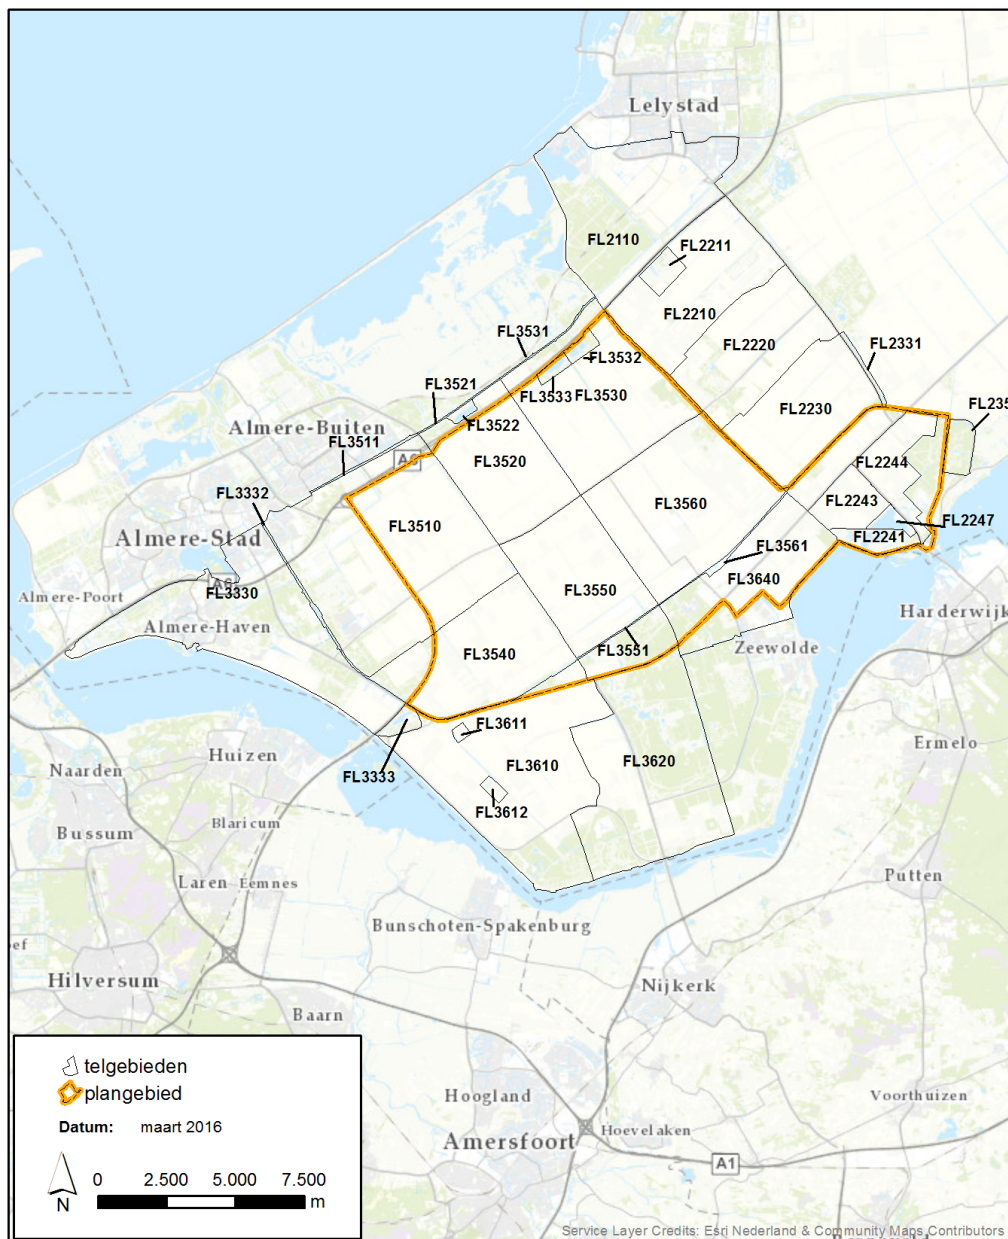 Lelystad
FL2110
FL2211
FL2210
FL3531
FL2220
FL2331
FL3532
FL3521
FL3533
FL3530
FL235
FL2230
Almere-Buiten
FL3522
FL3511
A6
FL3520
FL2244
FL3332
FL3560
FL2243
FL3510
FL2247
Almere-Stad
FL2241
FL3561
A6
FL3640
FL3330
FL3550
Almere-Poort
Harderwijk
Almere-Haven
FL3551
Zeewolde
FL3540
FL3611
Ermelo
Huizen
FL3610
FL3620
Naarden
FL3333
FL3612
Blaricum
Bussum
Putten
Laren
Eemnes
Bunschoten-Spakenburg
ef
Hilversum
Nijkerk
Baarn
telgebieden
plangebied
Hoogland
Voorthuizen
Datum: maart 2016
Hoevelaken
Amersfoort
A1
0 2.500 5.000 7.500
m
N
Service Layer Credits: Esri Nederland & Community Maps Contributors